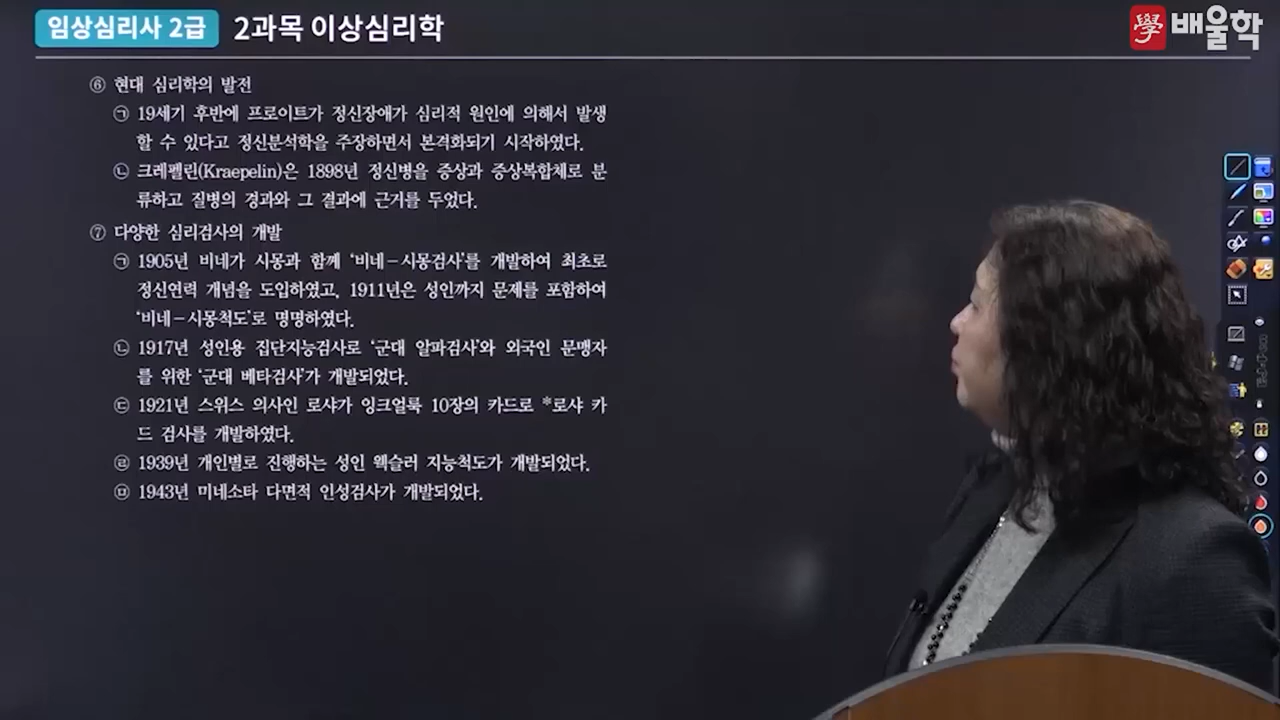 임상심리사 2급 2과목 이상심리학
學 배울학
⑥ 현대 심리학의 발전
㉠ 19세기 후반에 프로이트가 정신장애가 심리적 원인에 의해서 발생
할 수 있다고 정신분석학을 주장하면서 본격화되기 시작하였다.
㉡ 크레펠린(Kraepelin)은 1898년 정신병을 증상과 증상복합체로 분
류하고 질병의 경과와 그 결과에 근거를 두었다.
⑦ 다양한 심리검사의 개발
㉠ 1905년 비네가 시몽과 함께 '비네-시몽검사'를 개발하여 최초로
정신연력 개념을 도입하였고, 1911년은 성인까지 문제를 포함하여
'비네-시몽척도'로 명명하였다.
㉡ 1917년 성인용 집단지능검사로 '군대 알파검사'와 외국인 문맹자
를 위한 '군대 베타검사'가 개발되었다.
㉢ 1921년 스위스 의사인 로샤가 잉크얼룩 10장의 카드로 *로샤 카
드 검사를 개발하였다.
㉣ 1939년 개인별로 진행하는 성인 웩슬러 지능척도가 개발되었다.
㉤ 1943년 미네소타 다면적 인성검사가 개발되었다.